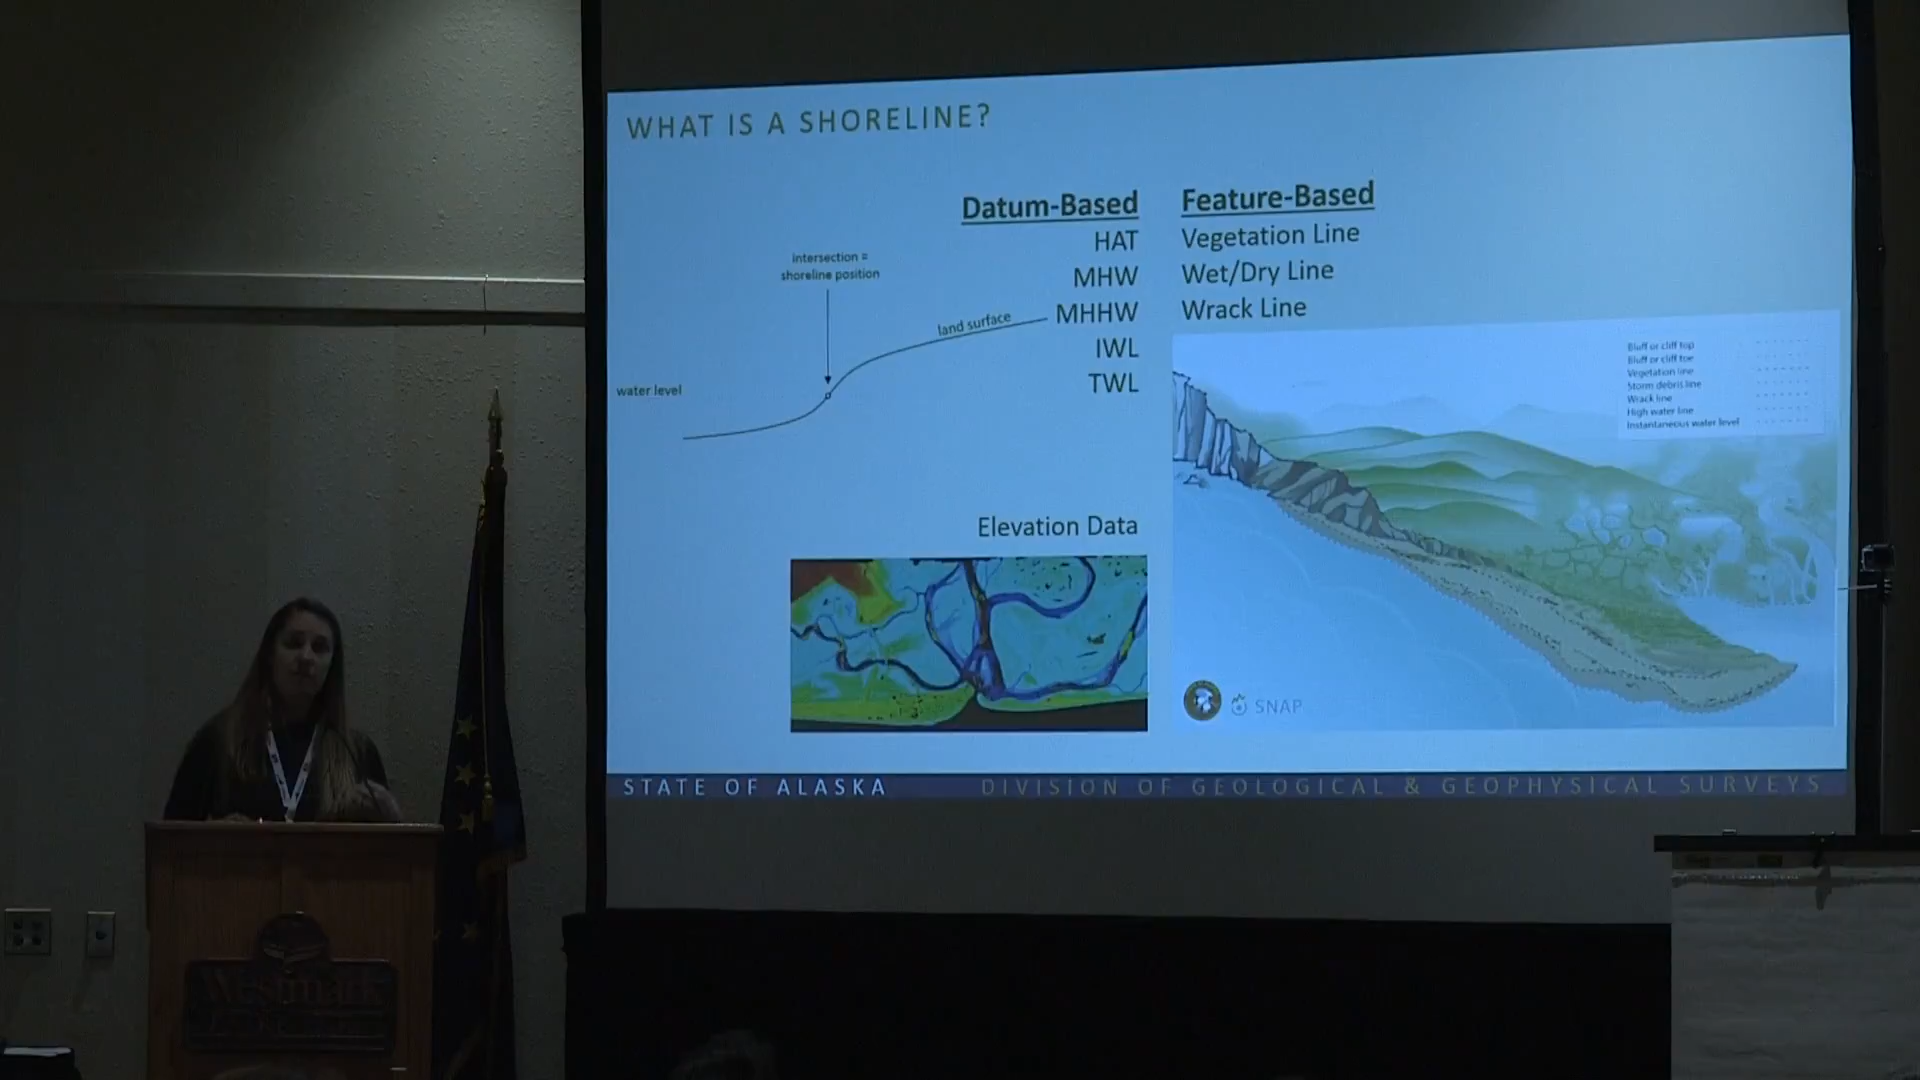 WHAT IS A SHORELINE?
Datum-Based
HAT
MHW
MHHW
IWL
TWL
Feature-Based
Vegetation Line
Wet/Dry Line
Wrack Line
intersection =
shoreline position
land surface
water level
Bluff or cliff top
Bluff or cliff toe
Vegetation line
Storm debris line
Wrack line
High water line
Instantaneous water level
Elevation Data
SNAP
STATE OF ALASKA
DIVISION OF GEOLOGICAL & GEOPHYSICAL SURVEYS
Westmark